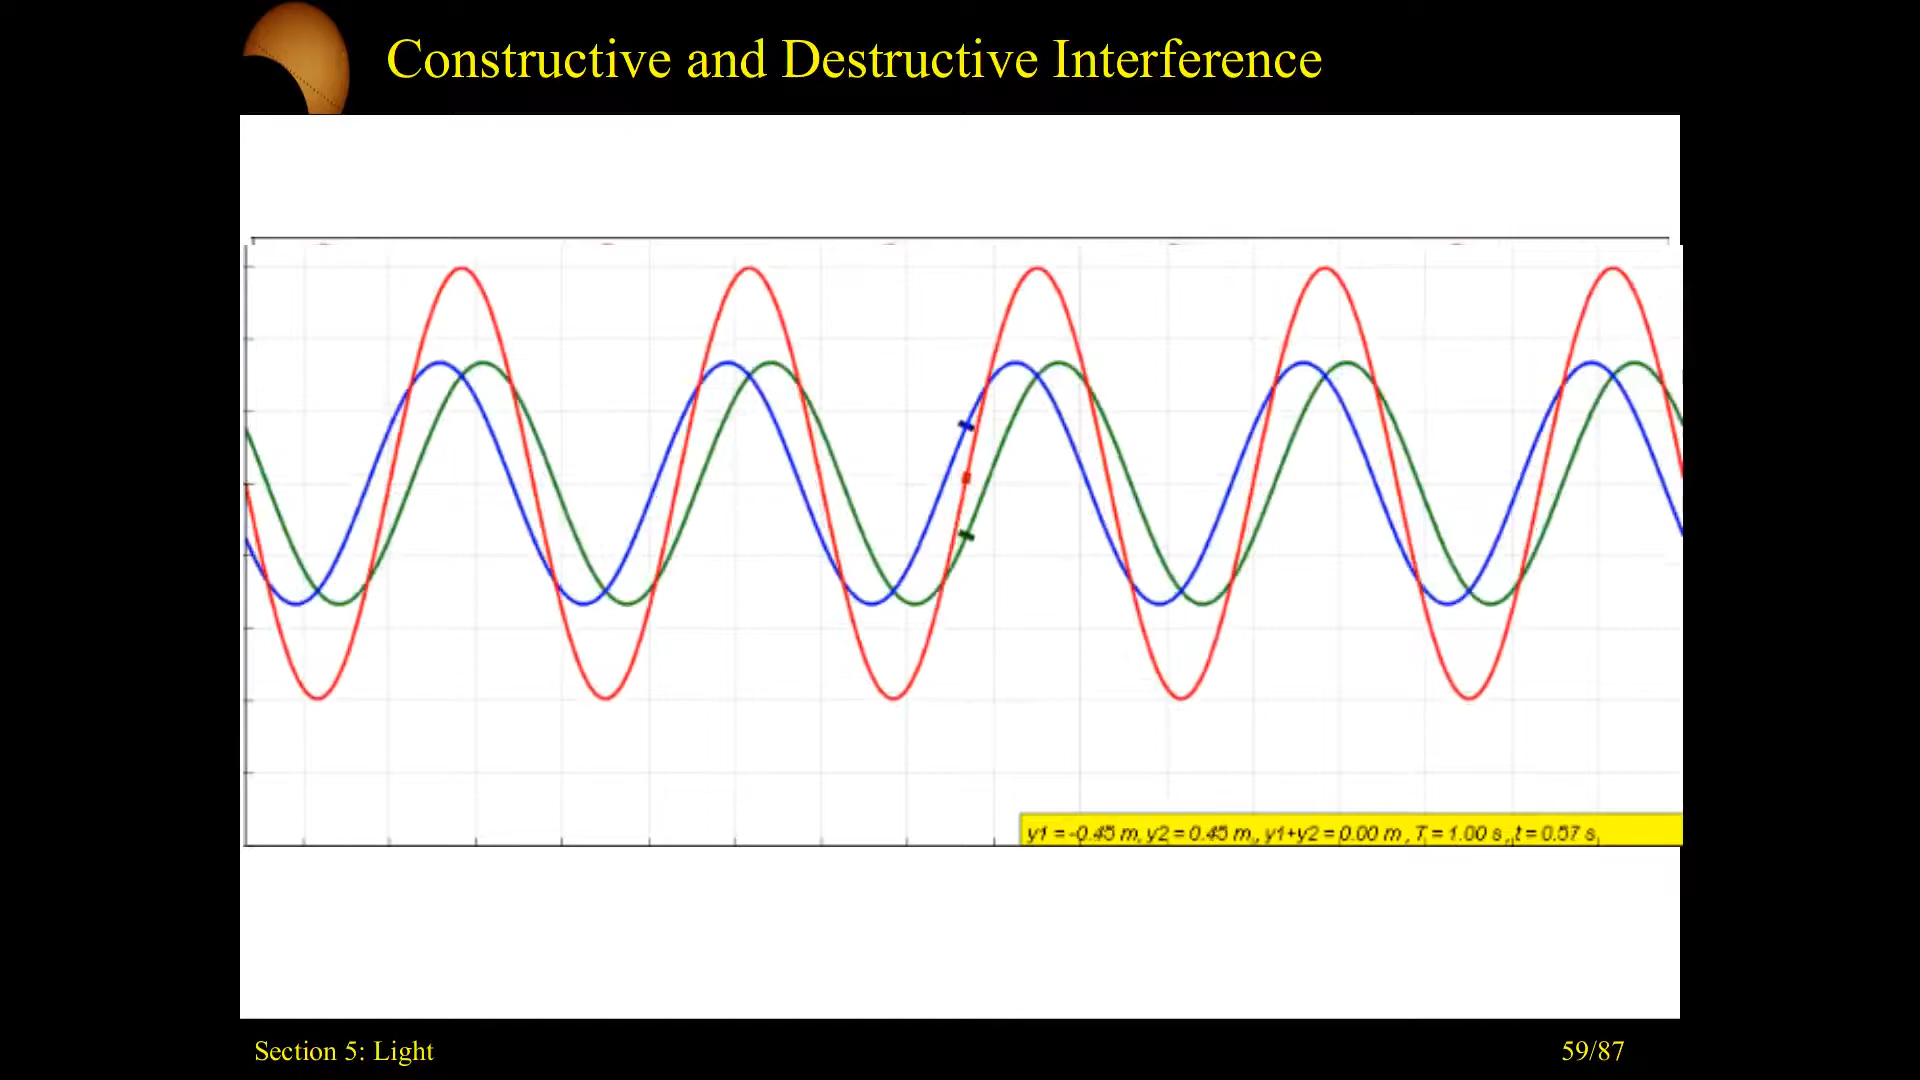 Constructive and Destructive Interference
y1 = -0.45 m, y2 = 0.45 m, y1+y2 = 0.00 m, T = 1.00 s, t = 0.57 s
Section 5: Light
59/87